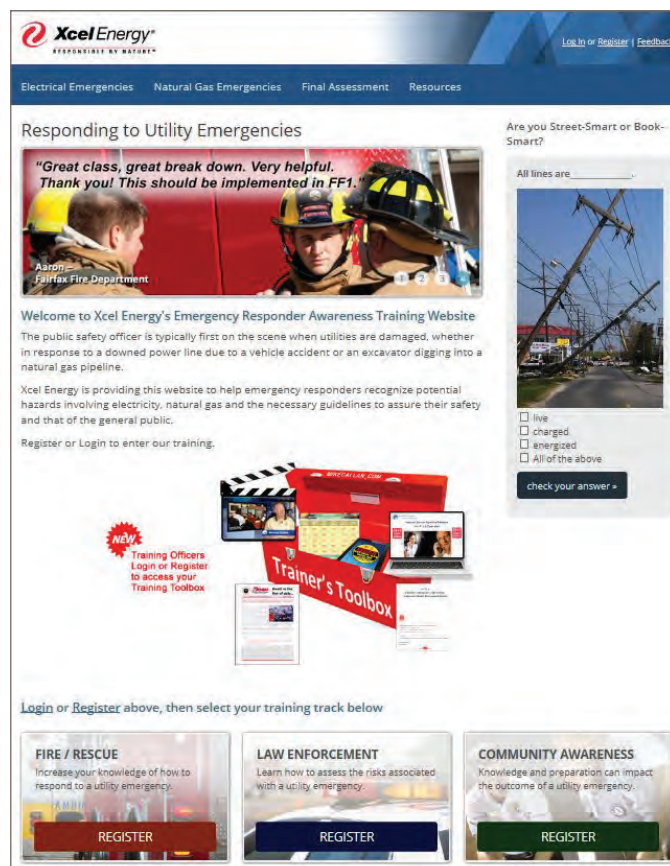 Xcel Energy®
RESPONSIBLE BY NATURE®
Log In or Register | Feedback
Electrical Emergencies Natural Gas Emergencies Final Assessment Resources
Responding to Utility Emergencies
"Great class, great break down. Very helpful.
Thank you! This should be implemented in FF1."
Aaron –
Fairfax Fire Department
1 2 3
Welcome to Xcel Energy's Emergency Responder Awareness Training Website
The public safety officer is typically first on the scene when utilities are damaged, whether
in response to a downed power line due to a vehicle accident or an excavator digging into a
natural gas pipeline.
Xcel Energy is providing this website to help emergency responders recognize potential
hazards involving electricity, natural gas and the necessary guidelines to assure their safety
and that of the general public.
Register or Login to enter our training.
NEW
Training Officers
Login or Register
to access your
Training Toolbox
MIKECALLAN.COM
Trainer's Toolbox
Are you Street-Smart or Book-
Smart?
All lines are____________.
live
charged
energized
All of the above
check your answer »
Login or Register above, then select your training track below
FIRE / RESCUE
Increase your knowledge of how to
respond to a utility emergency.
REGISTER
LAW ENFORCEMENT
Learn how to assess the risks associated
with a utility emergency.
REGISTER
COMMUNITY AWARENESS
Knowledge and preparation can impact
the outcome of a utility emergency.
REGISTER